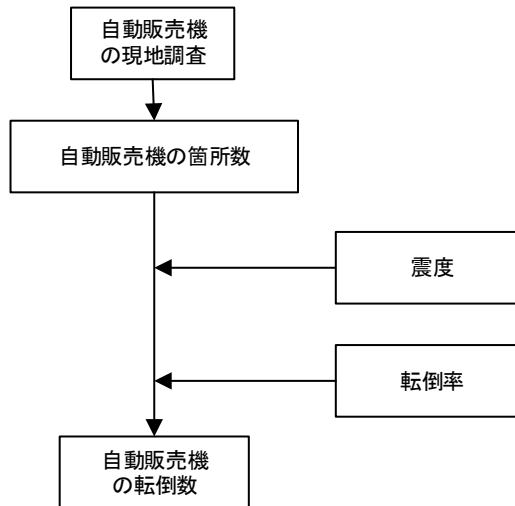 自動販売機
の現地調査
自動販売機の箇所数
震度
転倒率
自動販売機
の転倒数